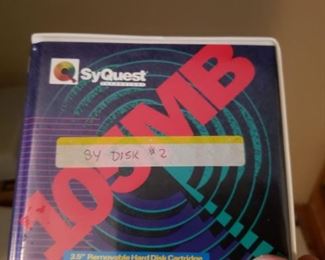 SyQuest
105MB
SY DISK #2
3.5" Removable Hard Disk Cartridge